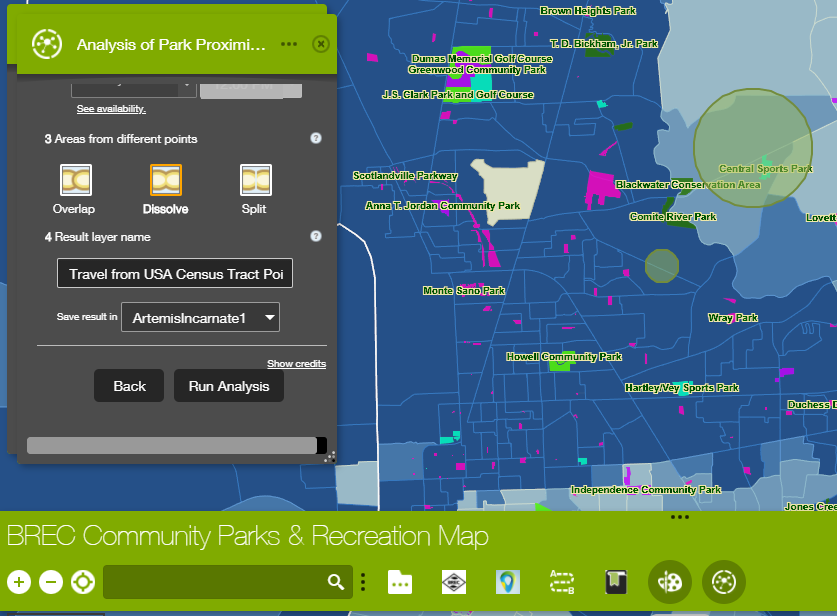 Analysis of Park Proximi...
12:00 PM
See availability.
3 Areas from different points
Overlap
Dissolve
Split
4 Result layer name
Travel from USA Census Tract Poi
Save result in
ArtemisIncarnate1
Show credits
Back
Run Analysis
Brown Heights Park
T. D. Bickham, Jr. Park
Dumas Memorial Golf Course
Greenwood Community Park
J.S. Clark Park and Golf Course
Central Sports Park
Scotlandville Parkway
Blackwater Conservation Area
Anna T. Jordan Community Park
Comite River Park
Lovett
Monte Sano Park
Wray Park
Howell Community Park
Hartley/Vey Sports Park
Duchess D
Independence Community Park
Jones Cree
BREC Community Parks & Recreation Map